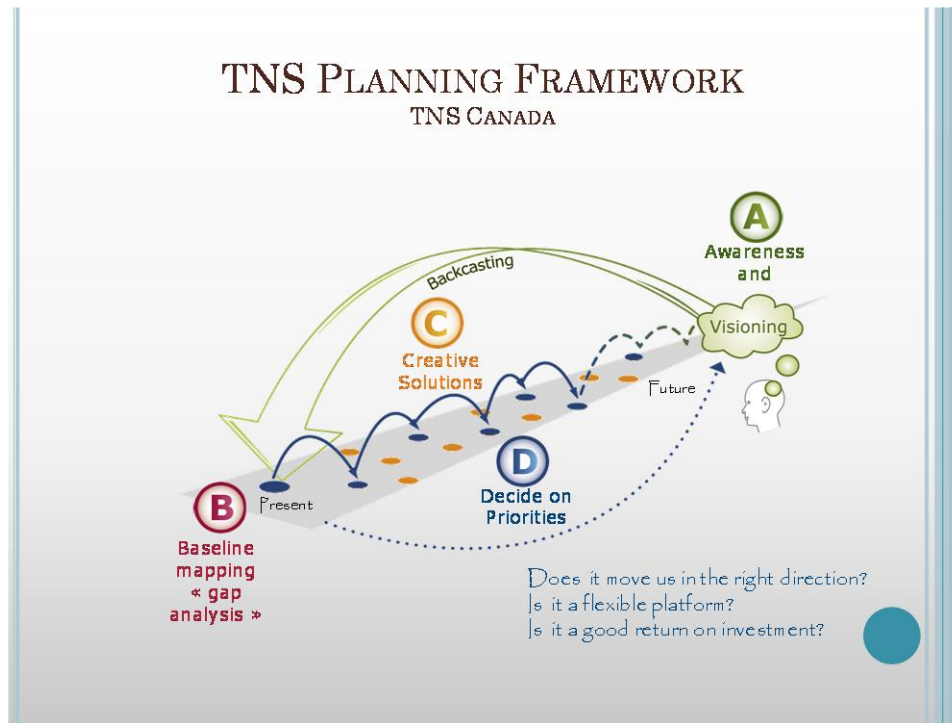 TNS PLANNING FRAMEWORK
TNS CANADA
A
Awareness
and
Visioning
Backcasting
C
Creative
Solutions
Future
D
Decide on
Priorities
B
Present
Baseline
mapping
« gap
analysis »
Does it move us in the right direction?
Is it a flexible platform?
Is it a good return on investment?